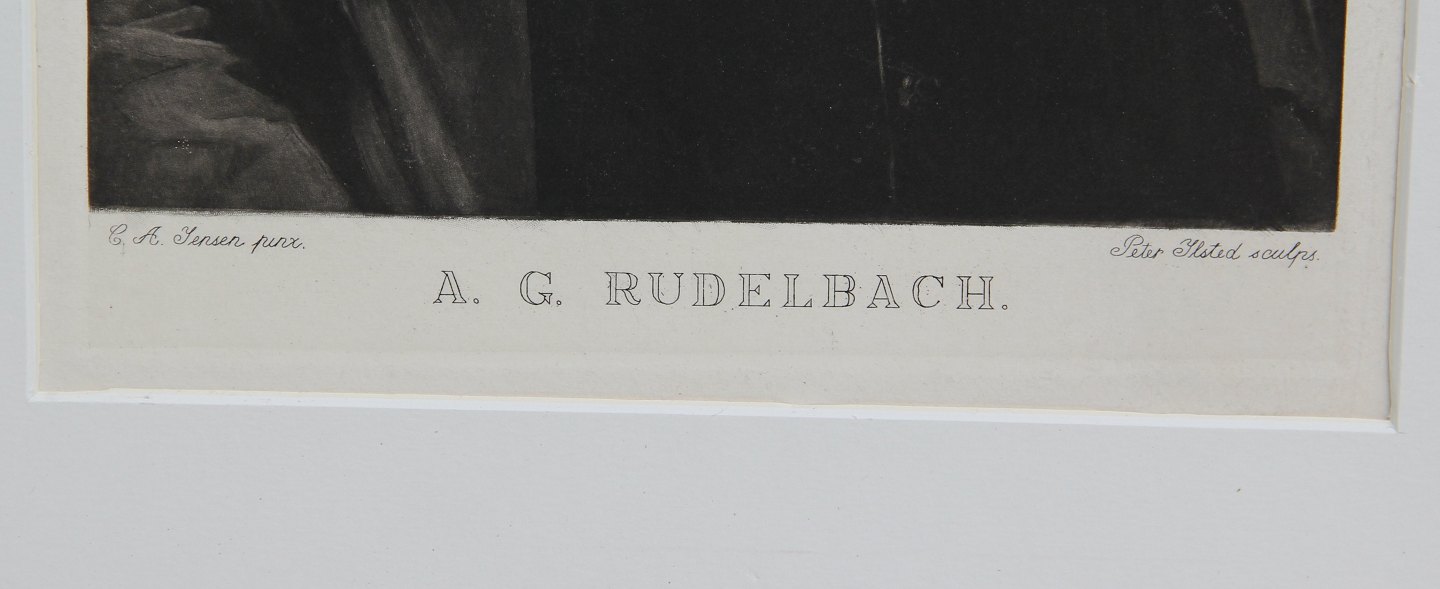 C. A. Jensen pinx.
Peter Ilsted sculps.
A. G. RUDELBACH.